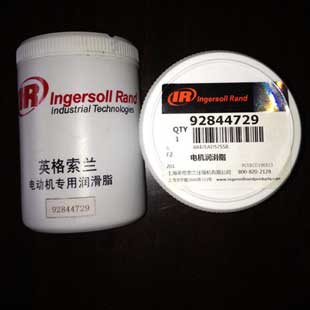 IR Ingersoll Rand
Industrial Technologies
英格索兰
电动机专用润滑脂
92844729
IR Ingersoll Rand
92844729
QTY
1
电机润滑脂
上海英格索兰压缩机有限公司 800-820-2128